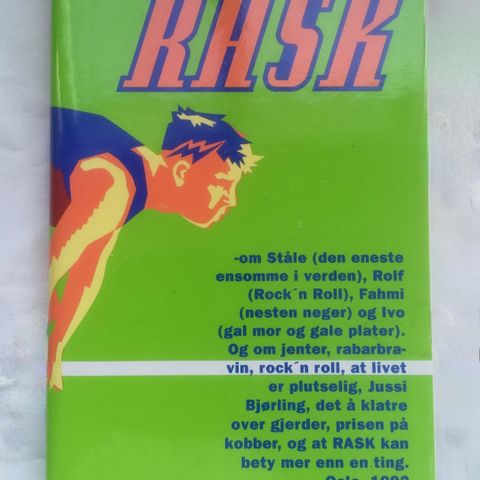 RASK
-om Ståle (den eneste
ensomme i verden), Rolf
(Rock´n Roll), Fahmi
(nesten neger) og Ivo
(gal mor og gale plater).
Og om jenter, rabarbra-
vin, rock´n roll, at livet
er plutselig, Jussi
Bjørling, det å klatre
over gjerder, prisen på
kobber, og at RASK kan
bety mer enn en ting.